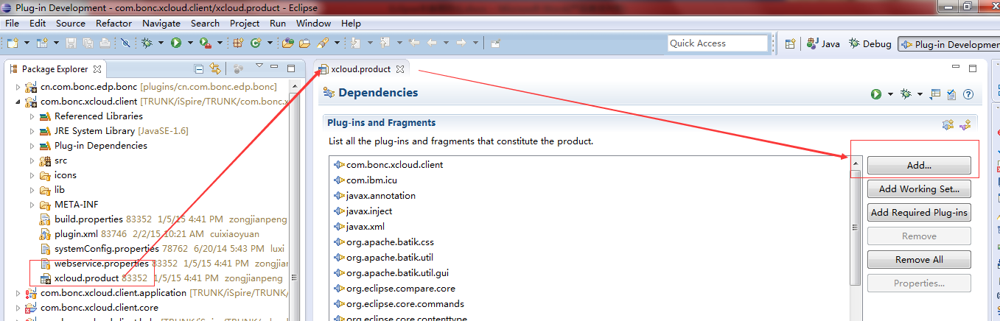 Plug-in Development - com.bonc.xcloud.client/xcloud.product - Eclipse
File Edit Source Refactor Navigate Search Project Run Window Help
Quick Access
Java
Debug
Plug-in Developmen
Package Explorer
cn.com.bonc.edp.bonc [plugins/cn.com.bonc.edp.bonc]
com.bonc.xcloud.client [TRUNK/iSpire/TRUNK/com.bonc.x
Referenced Libraries
JRE System Library [JavaSE-1.6]
Plug-in Dependencies
src
icons
lib
META-INF
build.properties 83352 1/5/15 4:41 PM zongjianpeng
plugin.xml 83746 2/2/15 10:21 AM cuixiaoyuan
systemConfig.properties 78762 6/20/14 5:43 PM luxi
webservice.properties 83352 1/5/15 4:41 PM zongjian
xcloud.product 83352 1/5/15 4:41 PM zongjianpeng
com.bonc.xcloud.client.application [TRUNK/iSpire/TRUNK/
com.bonc.xcloud.client.core
xcloud.product
Dependencies
Plug-ins and Fragments
List all the plug-ins and fragments that constitute the product.
com.bonc.xcloud.client
com.ibm.icu
javax.annotation
javax.inject
javax.xml
org.apache.batik.css
org.apache.batik.util
org.apache.batik.util.gui
org.eclipse.compare.core
org.eclipse.core.commands
org.eclipse.core.contenttype
Add...
Add Working Set...
Add Required Plug-ins
Remove
Remove All
Properties...